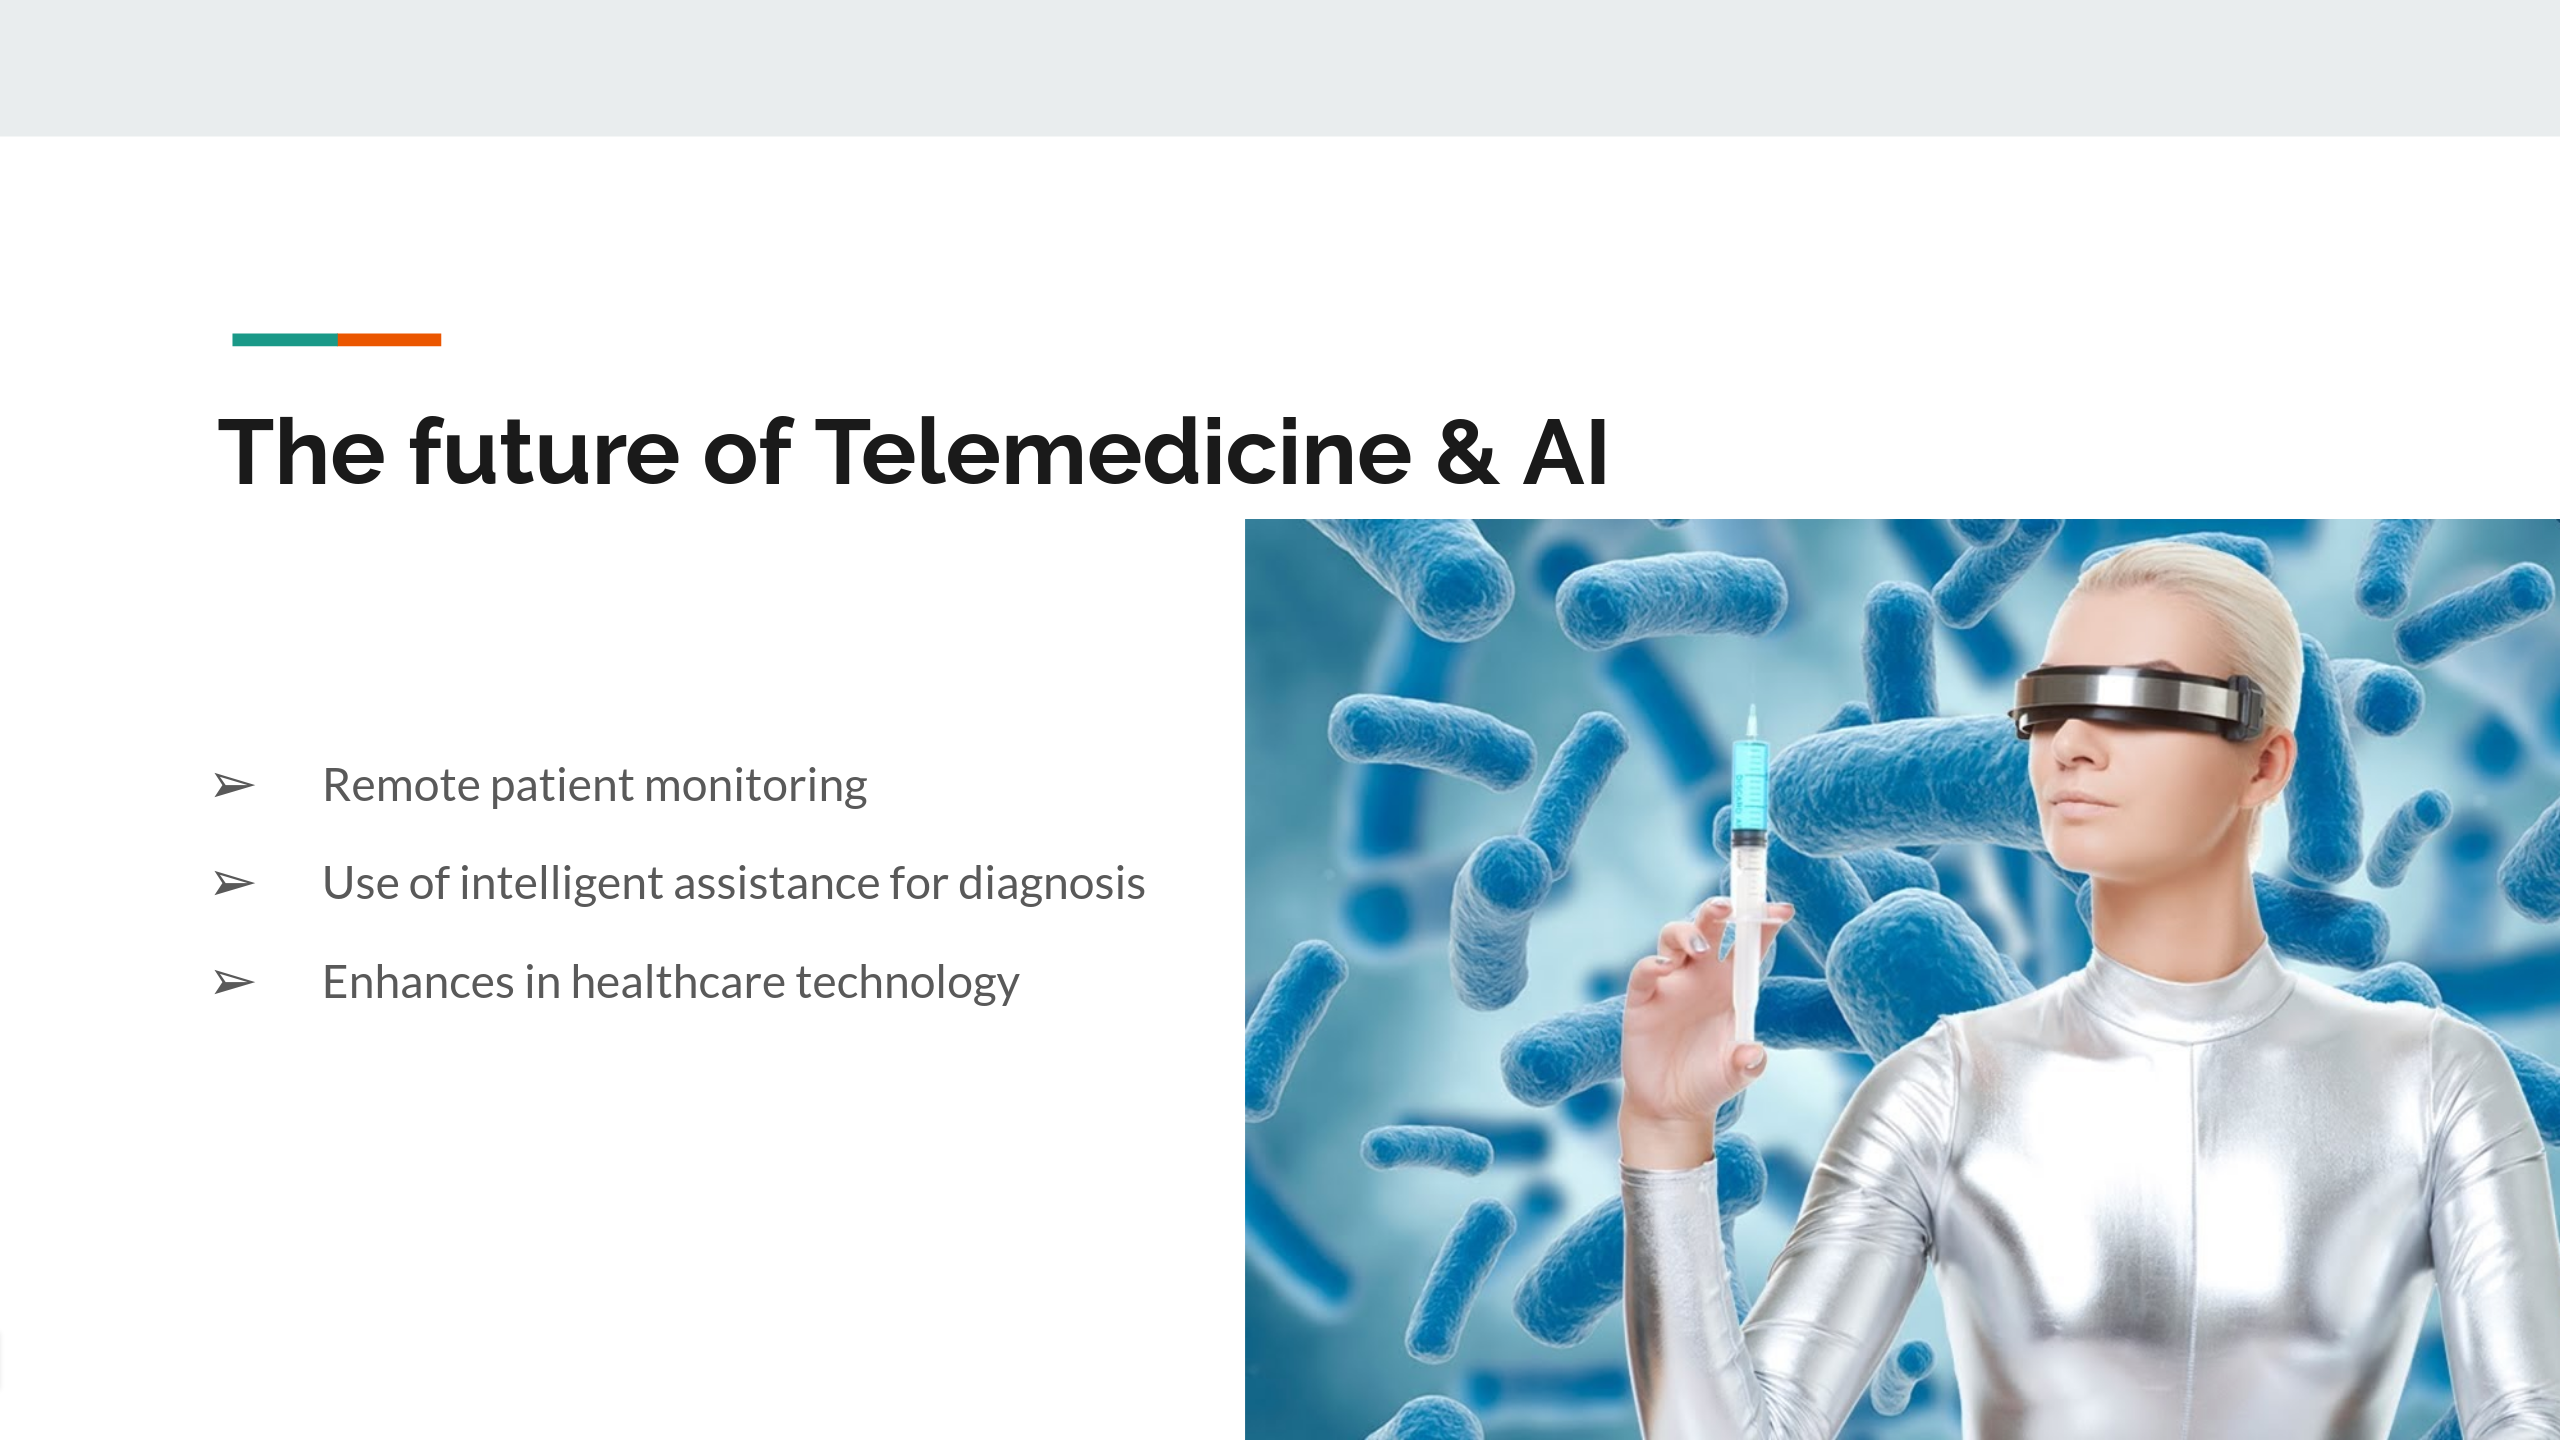 The future of Telemedicine & AI
➢ Remote patient monitoring
➢ Use of intelligent assistance for diagnosis
➢ Enhances in healthcare technology